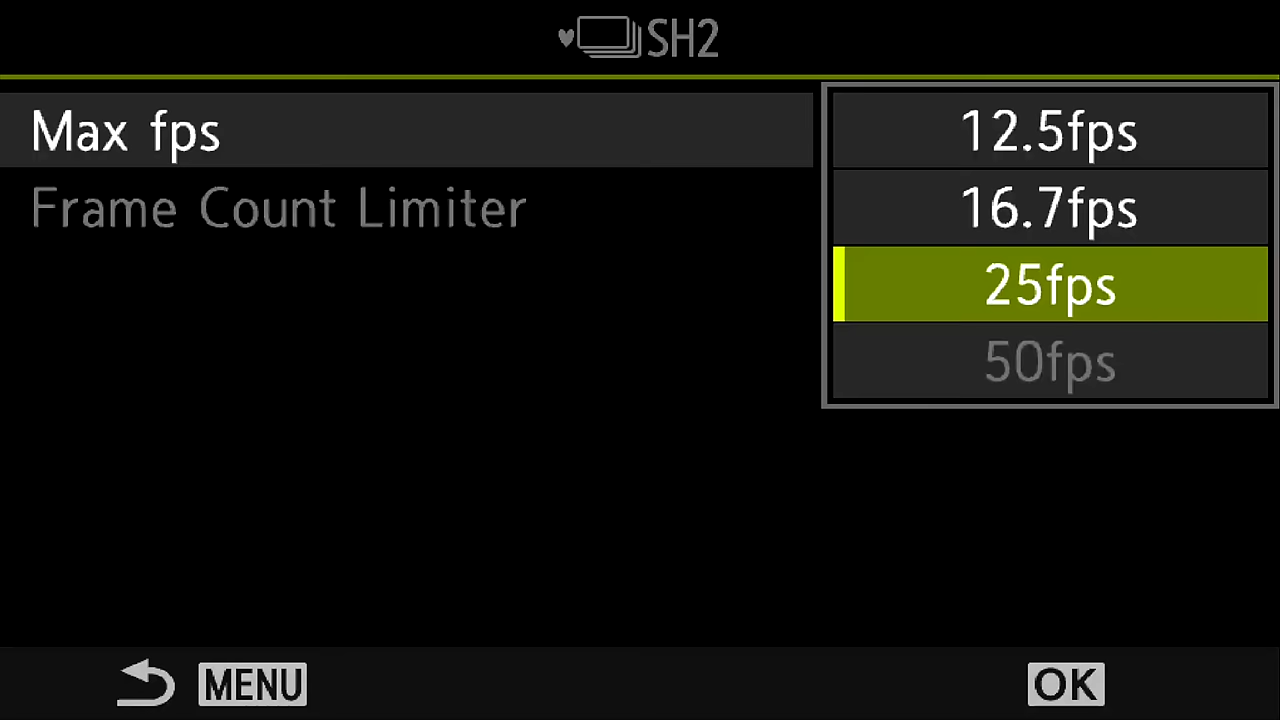 SH2
Max fps
Frame Count Limiter
12.5fps
16.7fps
25fps
50fps
MENU
OK